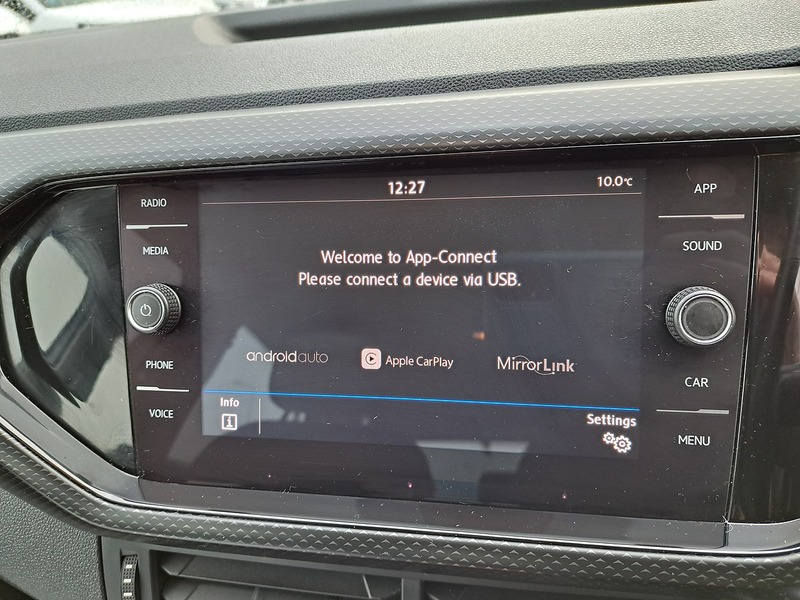 12:27
10.0°C
RADIO
MEDIA
PHONE
VOICE
Welcome to App-Connect
Please connect a device via USB.
androidauto
Apple CarPlay
MirrorLink
Info
i
Settings
APP
SOUND
CAR
MENU